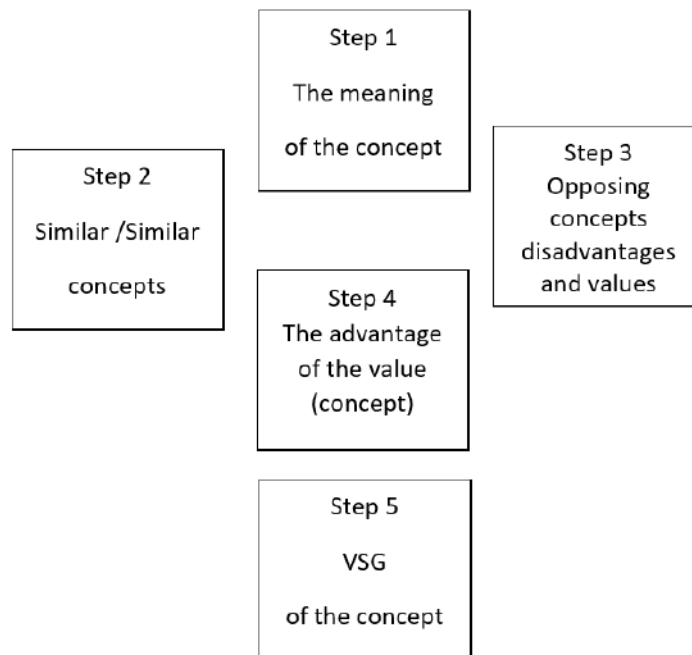 Step 1
The meaning
of the concept
Step 2
Similar /Similar
concepts
Step 3
Opposing
concepts
disadvantages
and values
Step 4
The advantage
of the value
(concept)
Step 5
VSG
of the concept